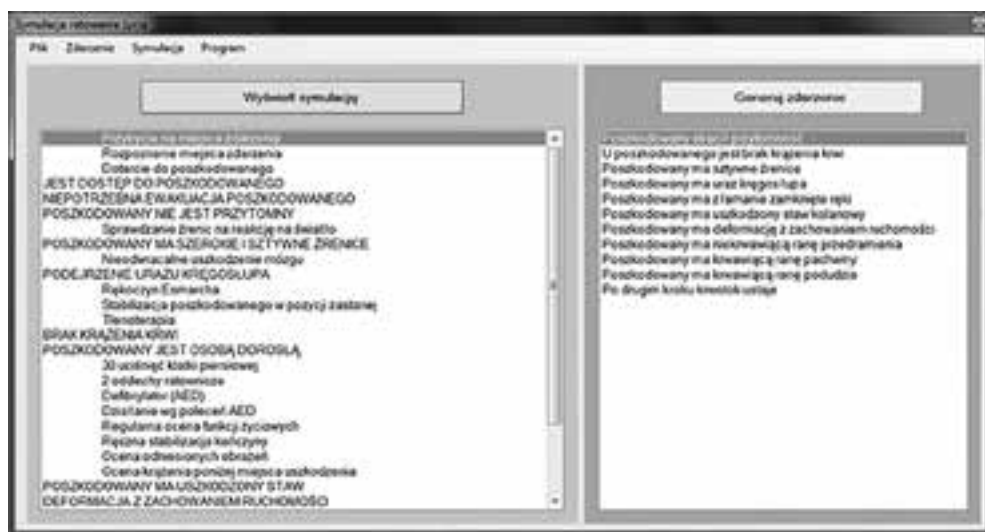 Symulacja ratowania życia
Plik Zdarzenie Symulacja Program
Wyświetl symulację
Przybycie na miejsce zdarzenia
Rozpoznanie miejsca zdarzenia
Dotarcie do poszkodowanego
JEST DOSTĘP DO POSZKODOWANEGO
NIEPOTRZEBNA EWAKUACJA POSZKODOWANEGO
POSZKODOWANY NIE JEST PRZYTOMNY
Sprawdzanie źrenic na reakcję na światło
POSZKODOWANY MA SZEROKIE I SZTYWNE ŹRENICE
Nieodwracalne uszkodzenie mózgu
PODEJRZENIE URAZU KRĘGOSŁUPA
Rękoczyn Esmarcha
Stabilizacja poszkodowanego w pozycji zastanej
Tlenoterapia
BRAK KRĄŻENIA KRWI
POSZKODOWANY JEST OSOBĄ DOROSŁĄ
30 uciśnięć klatki piersiowej
2 oddechy ratownicze
Defibrylator (AED)
Działanie wg poleceń AED
Regularna ocena funkcji życiowych
Ręczna stabilizacja kończyny
Ocena odniesionych obrażeń
Ocena krążenia poniżej miejsca uszkodzenia
POSZKODOWANY MA USZKODZONY STAW
DEFORMACJA Z ZACHOWANIEM RUCHOMOŚCI
Generuj zdarzenie
Poszkodowany stracił przytomność
U poszkodowanego jest brak krążenia krwi
Poszkodowany ma sztywne źrenice
Poszkodowany ma uraz kręgosłupa
Poszkodowany ma złamanie zamknięte ręki
Poszkodowany ma uszkodzony staw kolanowy
Poszkodowany ma deformację z zachowaniem ruchomości
Poszkodowany ma niekrwawiącą ranę przedramienia
Poszkodowany ma krwawiącą ranę pachwiny
Poszkodowany ma krwawiącą ranę podudzia
Po drugim kroku krwotok ustaje